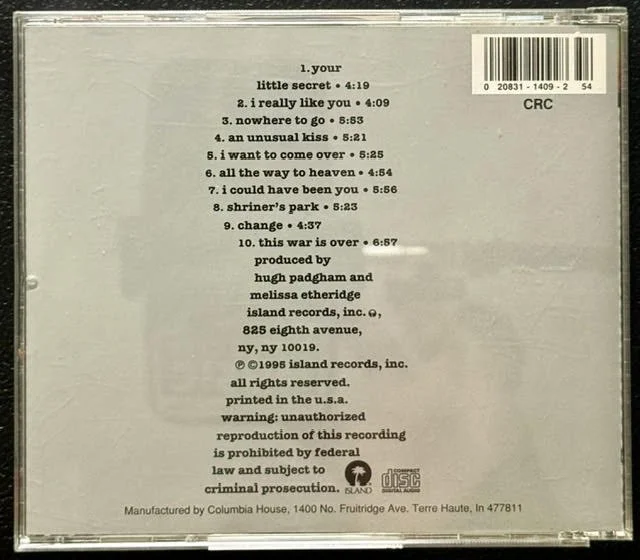 1. your
little secret • 4:19
2. i really like you • 4:09
3. nowhere to go • 5:53
4. an unusual kiss • 5:21
5. i want to come over • 5:25
6. all the way to heaven • 4:54
7. i could have been you • 5:56
8. shriner's park • 5:23
9. change • 4:37
10. this war is over • 6:57
produced by
hugh padgham and
melissa etheridge
island records, inc. ,
825 eighth avenue,
ny, ny 10019.
℗ © 1995 island records, inc.
all rights reserved.
printed in the u.s.a.
warning: unauthorized
reproduction of this recording
is prohibited by federal
law and subject to
criminal prosecution.
ISLAND
COMPACT
disc
DIGITAL AUDIO
Manufactured by Columbia House, 1400 No. Fruitridge Ave. Terre Haute, In 477811
0 20831 - 1409 - 2 54
CRC